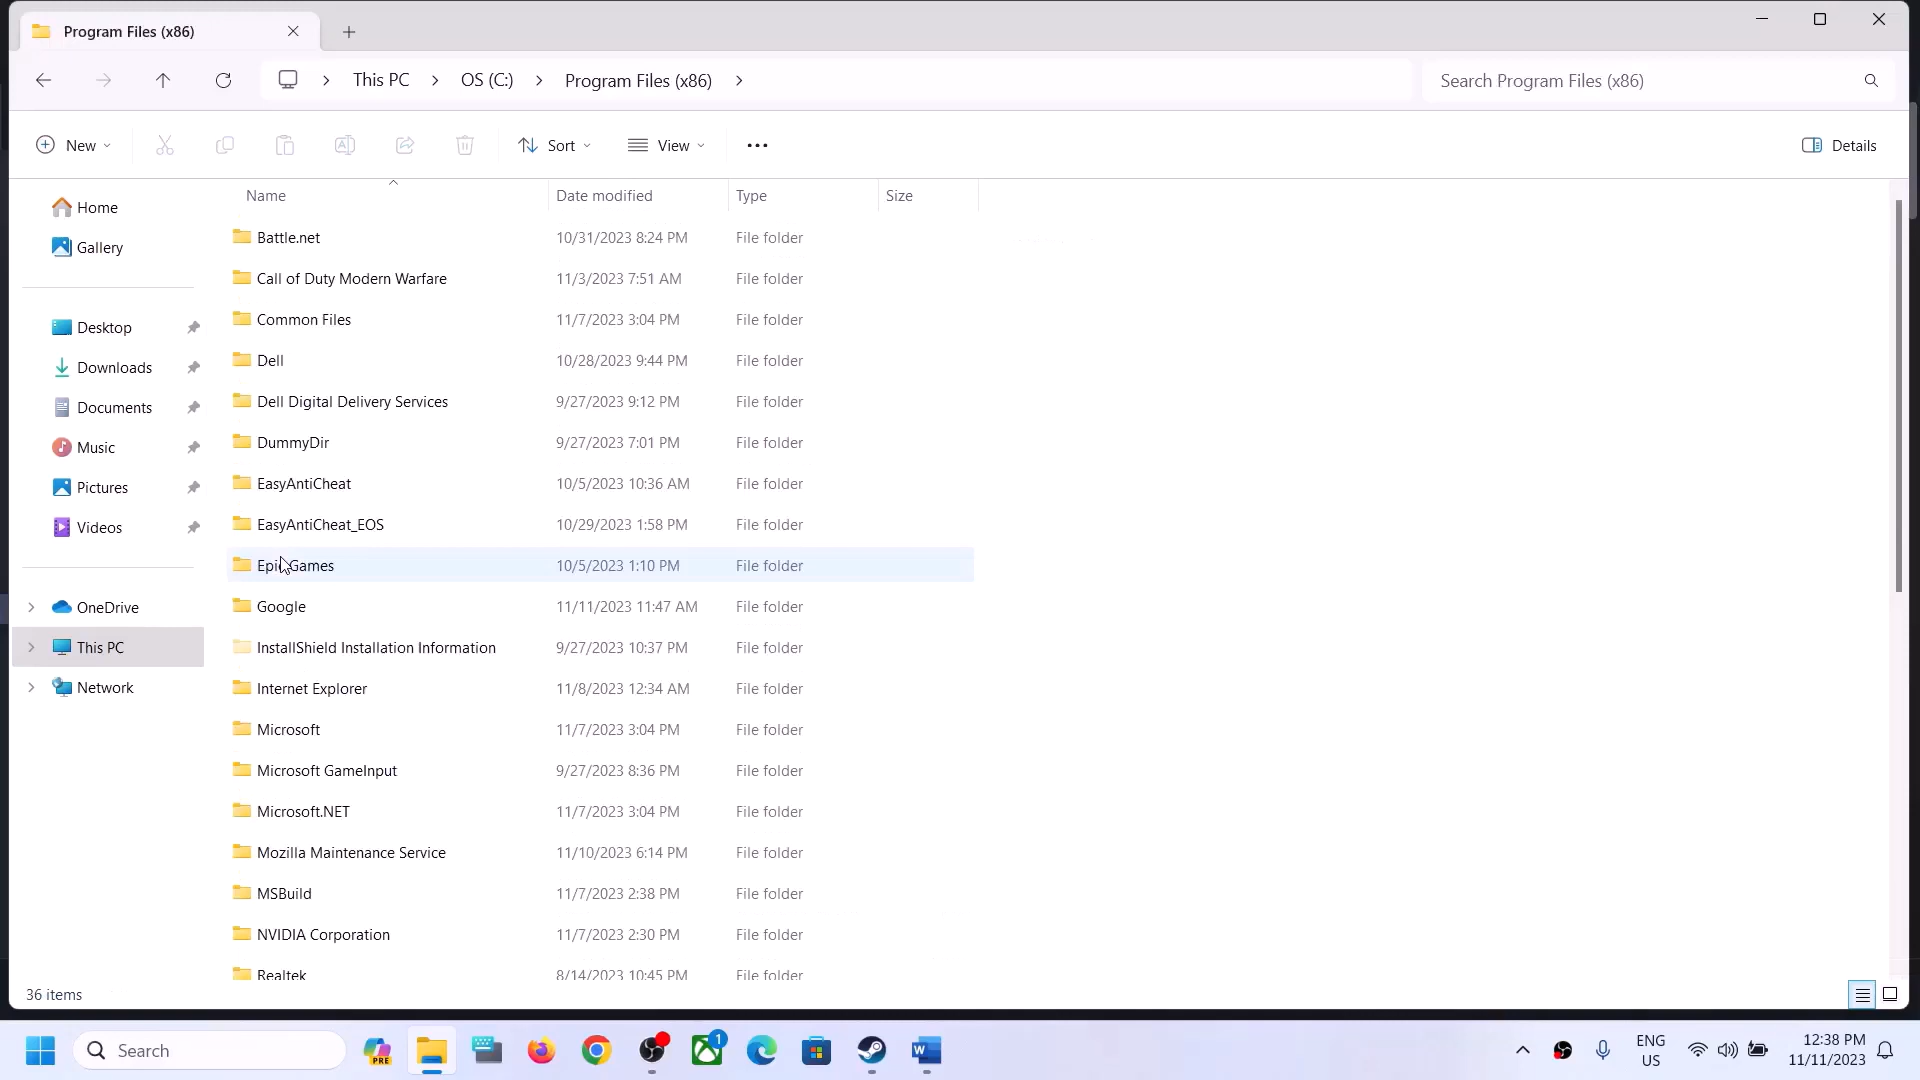 Program Files (x86)
This PC > OS (C:) > Program Files (x86) >
Search Program Files (x86)
New
Sort
View
Details
Name Date modified Type Size
Home
Gallery
Desktop
Downloads
Documents
Music
Pictures
Videos
OneDrive
This PC
Network
Battle.net 10/31/2023 8:24 PM File folder
Call of Duty Modern Warfare 11/3/2023 7:51 AM File folder
Common Files 11/7/2023 3:04 PM File folder
Dell 10/28/2023 9:44 PM File folder
Dell Digital Delivery Services 9/27/2023 9:12 PM File folder
DummyDir 9/27/2023 7:01 PM File folder
EasyAntiCheat 10/5/2023 10:36 AM File folder
EasyAntiCheat_EOS 10/29/2023 1:58 PM File folder
Epic Games 10/5/2023 1:10 PM File folder
Google 11/11/2023 11:47 AM File folder
InstallShield Installation Information 9/27/2023 10:37 PM File folder
Internet Explorer 11/8/2023 12:34 AM File folder
Microsoft 11/7/2023 3:04 PM File folder
Microsoft GameInput 9/27/2023 8:36 PM File folder
Microsoft.NET 11/7/2023 3:04 PM File folder
Mozilla Maintenance Service 11/10/2023 6:14 PM File folder
MSBuild 11/7/2023 2:38 PM File folder
NVIDIA Corporation 11/7/2023 2:30 PM File folder
Realtek 8/14/2023 10:45 PM File folder
36 items
Search
PRE
1
W
ENG
US
12:38 PM
11/11/2023